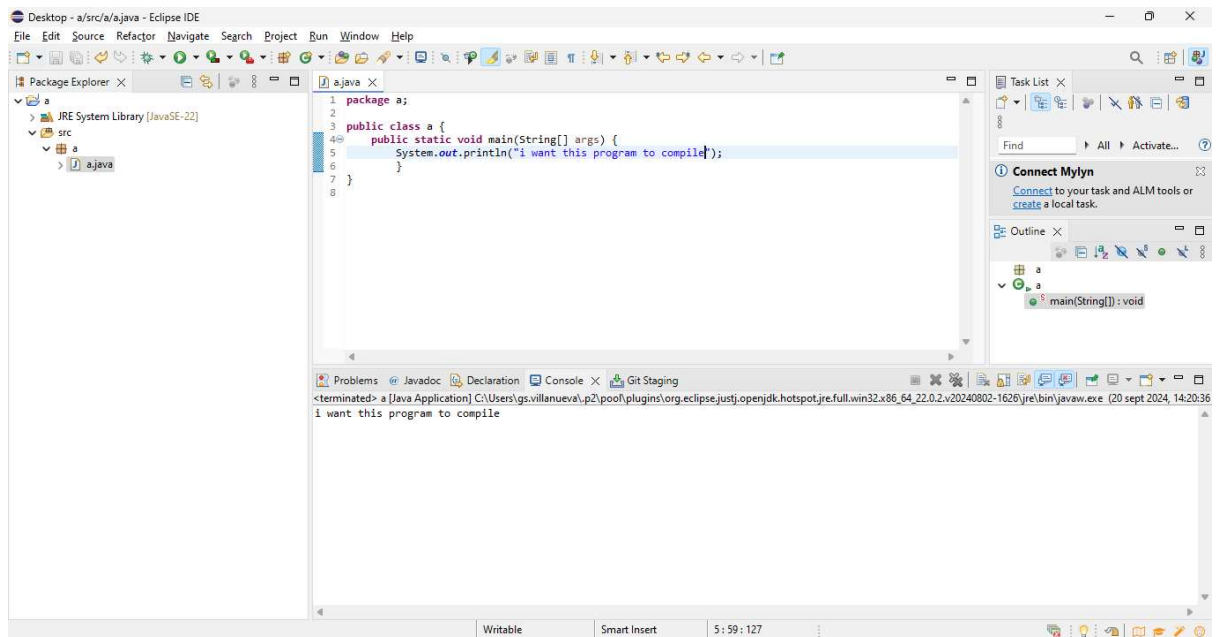 Desktop - a/src/a/a.java - Eclipse IDE
File Edit Source Refactor Navigate Search Project Run Window Help
Package Explorer
a
JRE System Library [JavaSE-22]
src
a
a.java
a.java
1 package a;
2
3 public class a {
4 public static void main(String[] args) {
5 System.out.println("i want this program to compile");
6 }
7 }
8
Task List
Find All Activate...
Connect Mylyn
Connect to your task and ALM tools or
create a local task.
Outline
a
a
main(String[]) : void
Problems Javadoc Declaration Console Git Staging
<terminated> a [Java Application] C:\Users\gs.villanueva\.p2\pool\plugins\org.eclipse.justj.openjdk.hotspot.jre.full.win32.x86_64_22.0.2.v20240802-1626\jre\bin\javaw.exe (20 sept 2024, 14:20:36
i want this program to compile
Writable Smart Insert 5 : 59 : 127